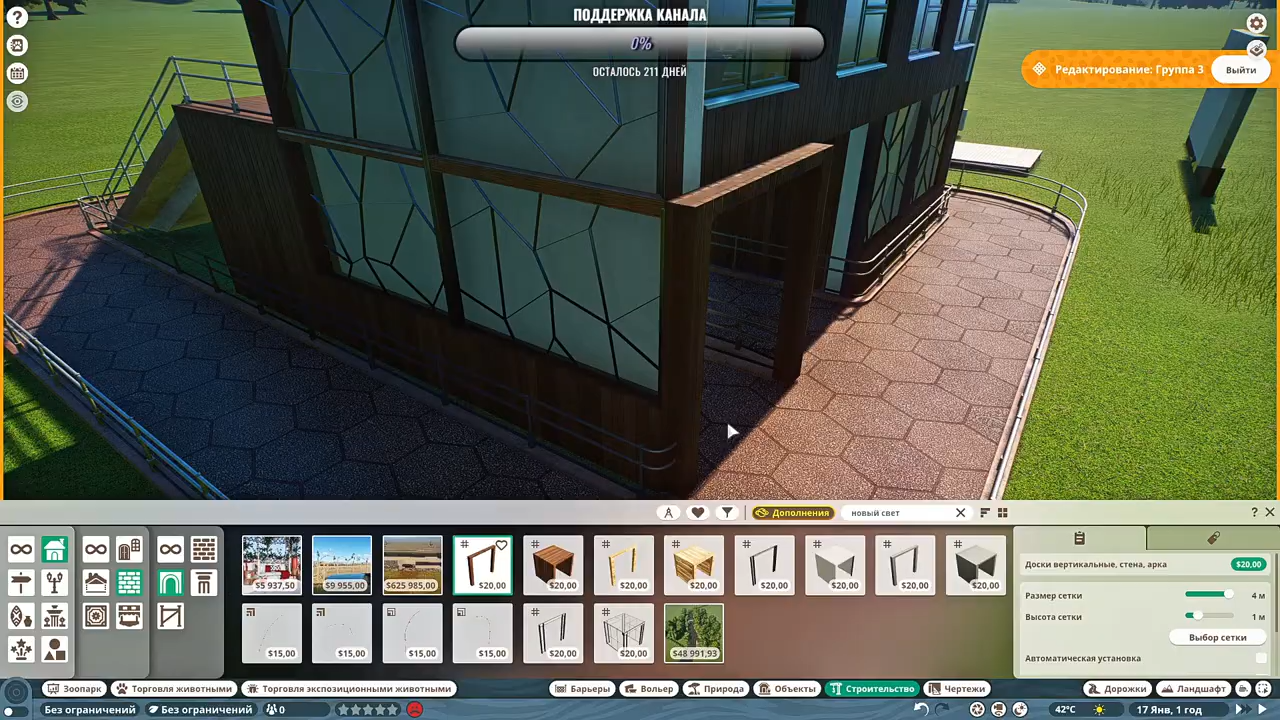 ПОДДЕРЖКА КАНАЛА
0%
ОСТАЛОСЬ 211 ДНЕЙ
Редактирование: Группа 3
Выйти
Дополнения
новый свет
$5 937,50
$9 955,00
$625 985,00
$20,00
$20,00
$20,00
$20,00
$20,00
$20,00
$20,00
$20,00
$15,00
$15,00
$15,00
$15,00
$20,00
$20,00
$48 991,93
Доски вертикальные, стена, арка
$20,00
Размер сетки
4 м
Высота сетки
1 м
Выбор сетки
Автоматическая установка
Зоопарк
Торговля животными
Торговля экспозиционными животными
Барьеры
Вольер
Природа
Объекты
Строительство
Чертежи
Дорожки
Ландшафт
Без ограничений
Без ограничений
0
42°C
17 Янв, 1 год